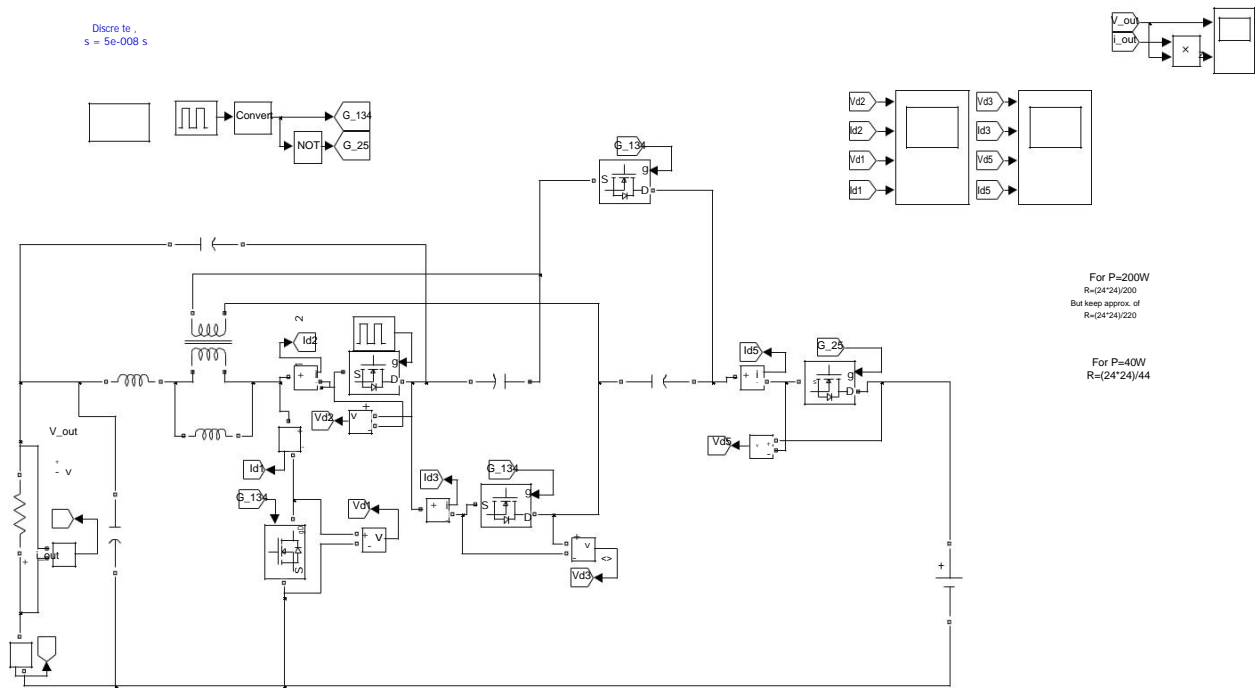 Discre te ,
s = 5e-008 s
V_out
i_out
×
Convert
G_134
NOT
G_25
Vd2
Id2
Vd1
Id1
Vd3
Id3
Vd5
Id5
G_134
g
S
D
For P=200W
R=(24*24)/200
But keep approx. of
R=(24*24)/220
For P=40W
R=(24*24)/44
2
Id2
+
i
-
g
S
D
Vd2
+
v
-
Id5
+ i
-
G_25
g
s
D
Vd5
+
-
V_out
+
- v
Id1
+
-
G_134
g D
S
Vd1
+ v
-
Id3
+ i
-
G_134
g
S
D
+
v
-
<>
Vd3
+
out
+